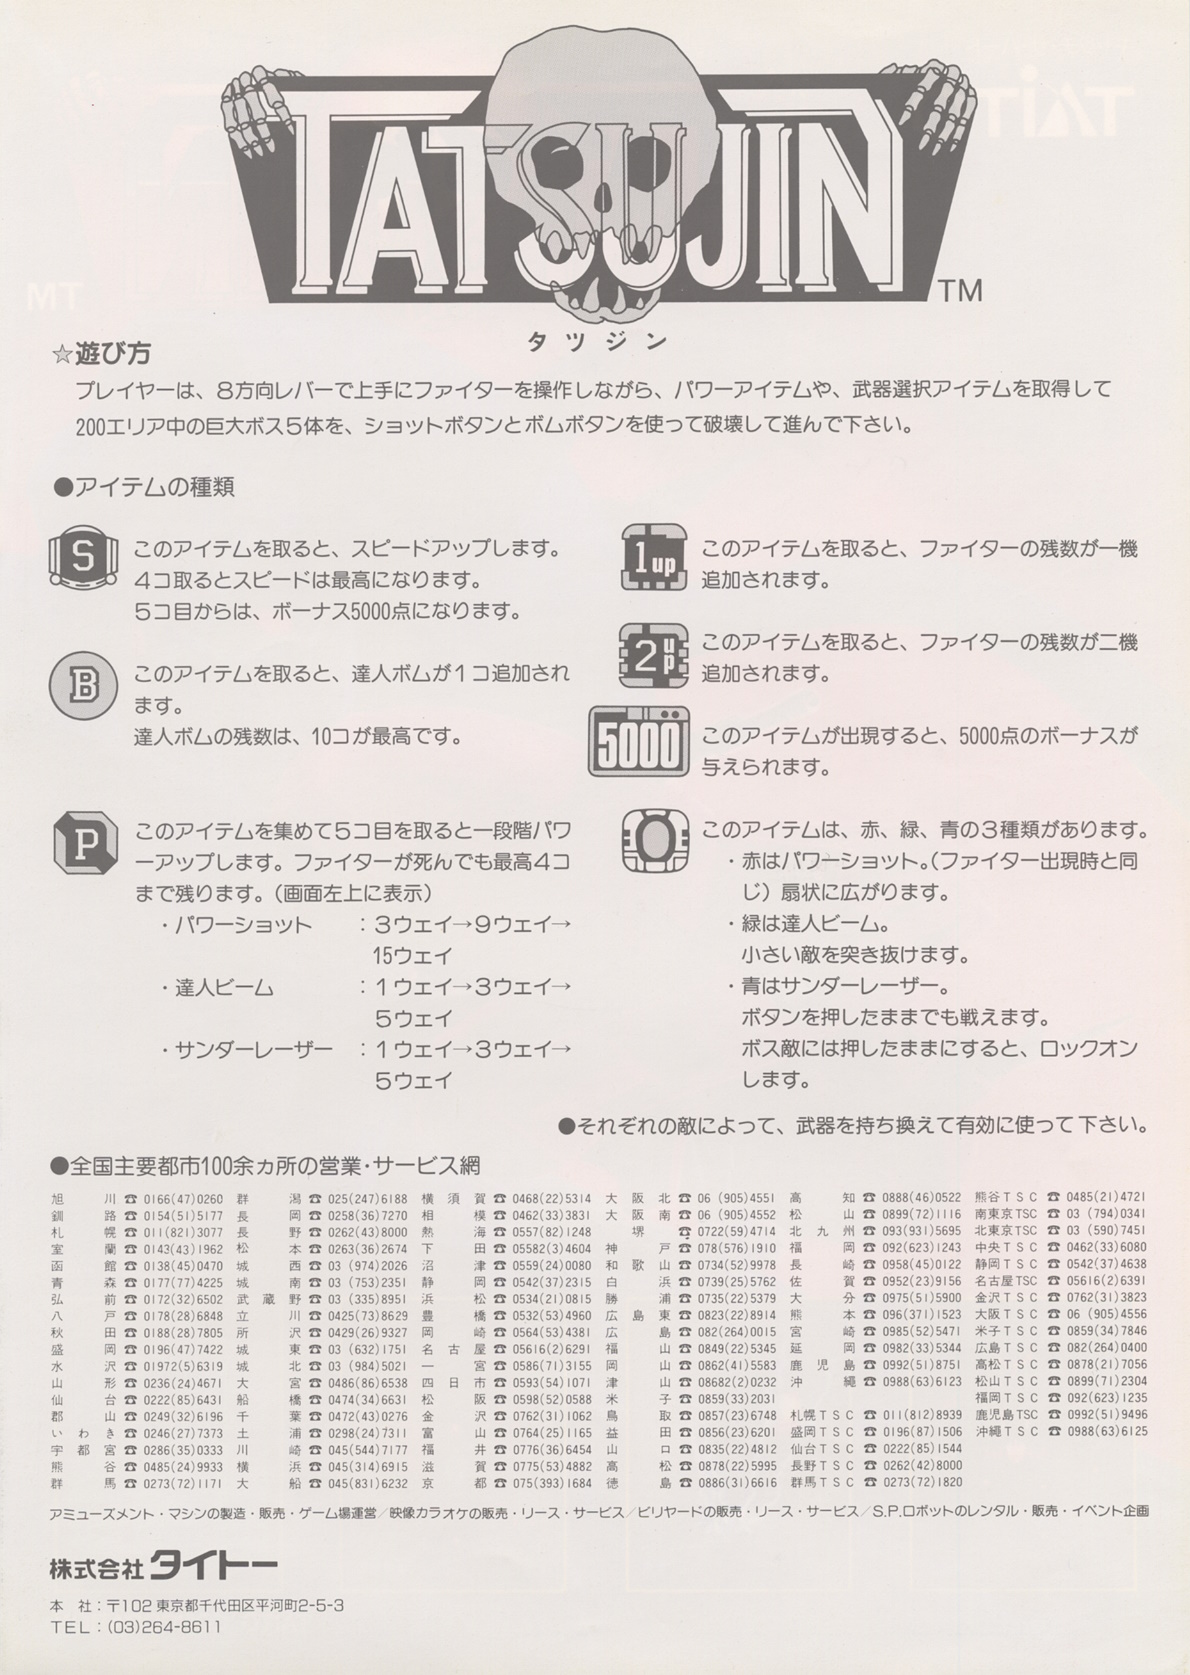 TATSUJIN
TM
タツジン
☆遊び方
プレイヤーは、8方向レバーで上手にファイターを操作しながら、パワーアイテムや、武器選択アイテムを取得して
200エリア中の巨大ボス5体を、ショットボタンとボムボタンを使って破壊して進んで下さい。
●アイテムの種類
S
このアイテムを取ると、スピードアップします。
4コ取るとスピードは最高になります。
5コ目からは、ボーナス5000点になります。
B
このアイテムを取ると、達人ボムが1コ追加され
ます。
達人ボムの残数は、10コが最高です。
P
このアイテムを集めて5コ目を取ると一段階パワ
ーアップします。ファイターが死んでも最高4コ
まで残ります。(画面左上に表示)
・パワーショット :3ウェイ→9ウェイ→
15ウェイ
・達人ビーム :1ウェイ→3ウェイ→
5ウェイ
・サンダーレーザー :1ウェイ→3ウェイ→
5ウェイ
1up
このアイテムを取ると、ファイターの残数が一機
追加されます。
2up
このアイテムを取ると、ファイターの残数が二機
追加されます。
5000
このアイテムが出現すると、5000点のボーナスが
与えられます。
このアイテムは、赤、緑、青の3種類があります。
・赤はパワーショット。(ファイター出現時と同
じ)扇状に広がります。
・緑は達人ビーム。
小さい敵を突き抜けます。
・青はサンダーレーザー。
ボタンを押したままでも戦えます。
ボス敵には押したままにすると、ロックオン
します。
●それぞれの敵によって、武器を持ち換えて有効に使って下さい。
●全国主要都市100余ヵ所の営業・サービス網
旭川☎0166(47)0260
釧路☎0154(51)5177
札幌☎011(821)3077
室蘭☎0143(43)1962
函館☎0138(45)0470
青森☎0177(77)4225
弘前☎0172(32)6502
八戸☎0178(28)6848
秋田☎0188(28)7805
盛岡☎0196(47)7422
水沢☎01972(5)6319
山形☎0236(24)4671
仙台☎0222(85)6431
郡山☎0249(32)6196
いわき☎0246(27)7373
宇都宮☎0286(35)0333
熊谷☎0485(24)9933
群馬☎0273(72)1171
群潟☎025(247)6188
長岡☎0258(36)7270
長野☎0262(43)8000
松本☎0263(36)2674
城西☎03 (974)2026
城南☎03 (753)2351
武蔵野☎03 (335)8951
立川☎0425(73)8629
所沢☎0429(26)9327
城東☎03 (632)1751
城北☎03 (984)5021
大宮☎0486(86)6538
船橋☎0474(34)6631
千葉☎0472(43)0276
土浦☎0298(24)7311
川崎☎045(544)7177
横浜☎045(314)6915
大船☎045(831)6232
横須賀☎0468(22)5314
相模☎0462(33)3831
熱海☎0557(82)1248
下田☎05582(3)4604
沼津☎0559(24)0080
静岡☎0542(37)2315
浜松☎0534(21)0815
豊橋☎0532(53)4960
岡崎☎0564(53)4381
名古屋☎05616(2)6291
一宮☎0586(71)3155
四日市☎0593(54)1071
松阪☎0598(52)0588
金沢☎0762(31)1062
富山☎0764(25)1165
福井☎0776(36)6454
滋賀☎0775(53)4882
京都☎075(393)1684
大阪北☎06 (905)4551
大阪南☎06 (905)4552
堺☎0722(59)4714
神戸☎078(576)1910
和歌山☎0734(52)9978
白浜☎0739(25)5762
勝浦☎0735(22)5379
広島東☎0823(22)8914
広島☎082(264)0015
福山☎0849(22)5345
岡山☎0862(41)5583
津山☎08682(2)0232
米子☎0859(33)2031
鳥取☎0857(23)6748
益田☎0856(23)6201
山口☎0835(22)4812
高松☎0878(22)5995
徳島☎0886(31)6616
高知☎0888(46)0522
松山☎0899(72)1116
北九州☎093(931)5695
福岡☎092(623)1243
長崎☎0958(45)0122
佐賀☎0952(23)9156
大分☎0975(51)5900
熊本☎096(371)1523
宮崎☎0985(52)5471
延岡☎0982(33)5344
鹿児島☎0992(51)8751
沖縄☎0988(63)6123
札幌TSC☎011(812)8939
盛岡TSC☎0196(87)1506
仙台TSC☎0222(85)1544
長野TSC☎0262(42)8000
群馬TSC☎0273(72)1820
熊谷TSC☎0485(21)4721
南東京TSC☎03 (794)0341
北東京TSC☎03 (590)7451
中央TSC☎0462(33)6080
静岡TSC☎0542(37)4638
名古屋TSC☎05616(2)6391
金沢TSC☎0762(31)3823
大阪TSC☎06 (905)4556
米子TSC☎0859(34)7846
広島TSC☎082(264)0400
高松TSC☎0878(21)7056
松山TSC☎0899(71)2304
福岡TSC☎092(623)1235
鹿児島TSC☎0992(51)9496
沖縄TSC☎0988(63)6125
アミューズメント・マシンの製造・販売・ゲーム場運営/映像カラオケの販売・リース・サービス/ビリヤードの販売・リース・サービス/S.P.ロボットのレンタル・販売・イベント企画
株式会社タイトー
本 社:〒102 東京都千代田区平河町2-5-3
TEL:(03)264-8611